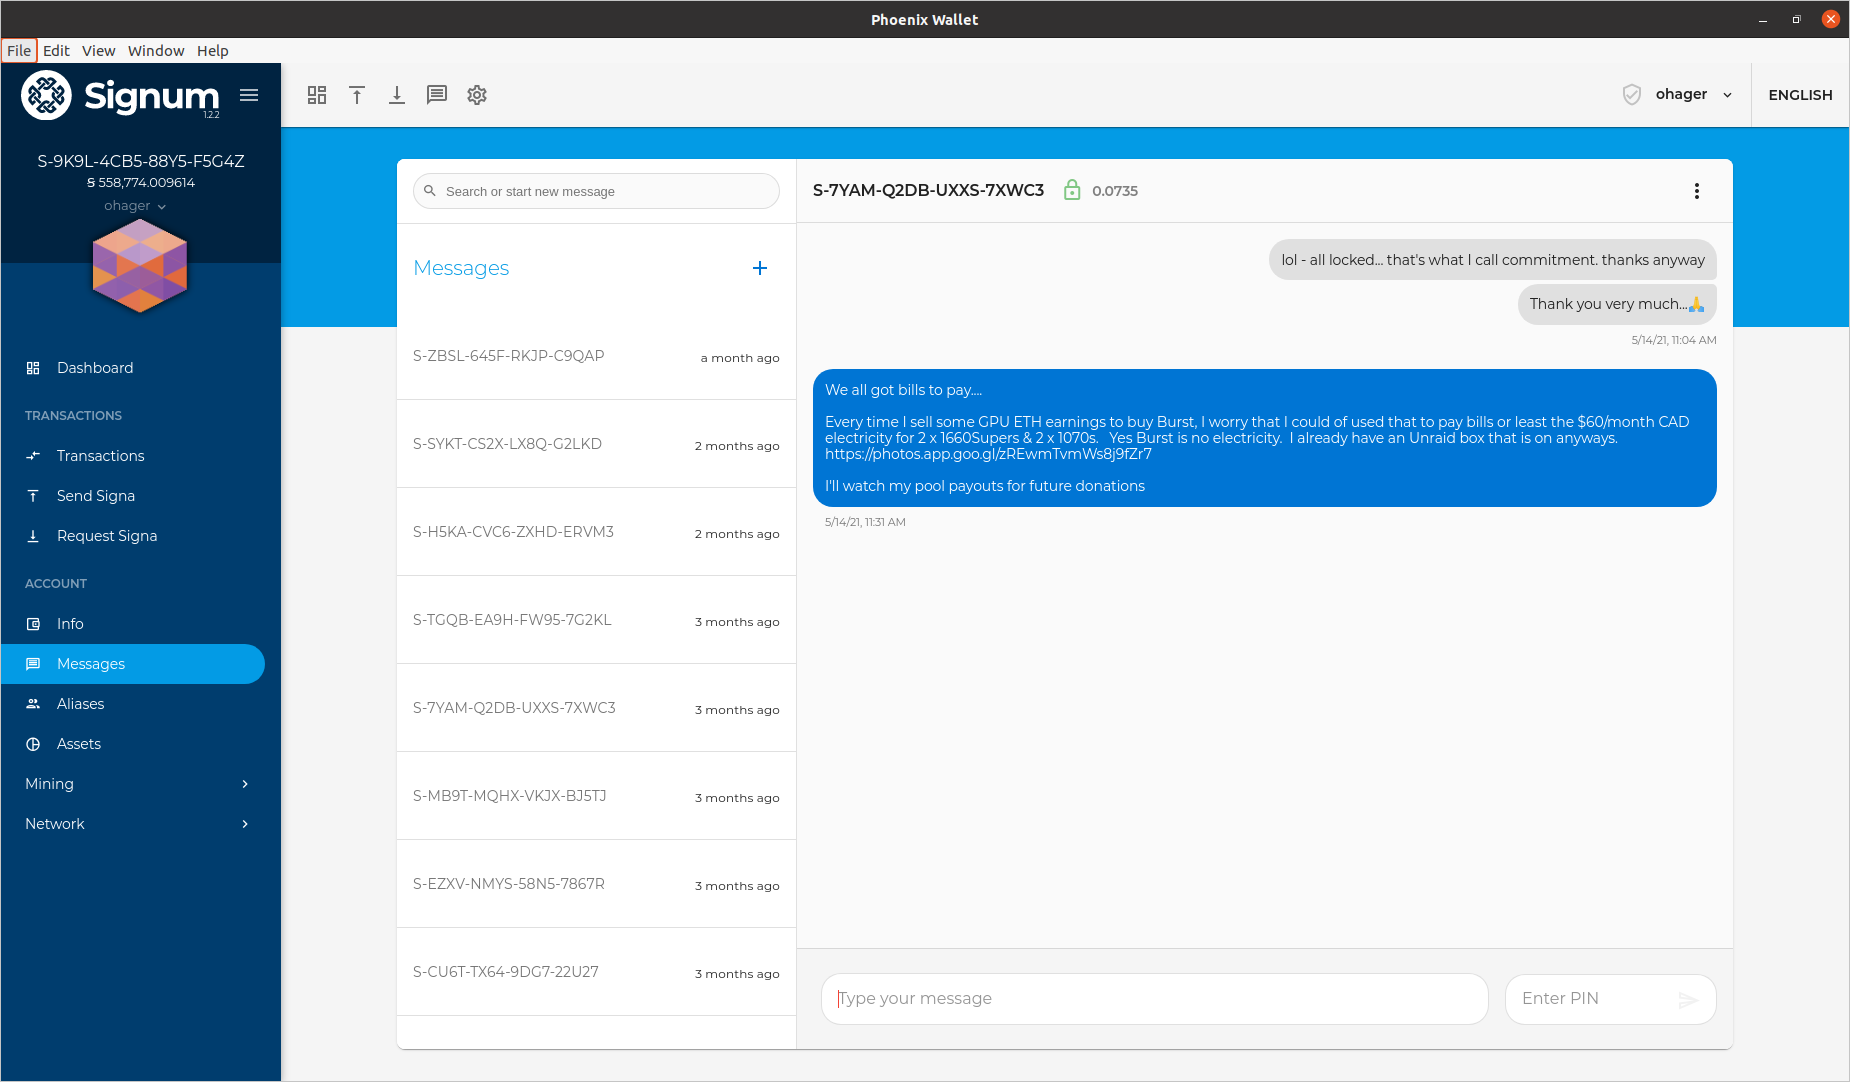 Phoenix Wallet
File Edit View Window Help
Signum
1.2.2
ohager
ENGLISH
S-9K9L-4CB5-88Y5-F5G4Z
S 558,774.009614
ohager
Dashboard
TRANSACTIONS
Transactions
Send Signa
Request Signa
ACCOUNT
Info
Messages
Aliases
Assets
Mining
Network
Search or start new message
Messages
S-ZBSL-645F-RKJP-C9QAP a month ago
S-SYKT-CS2X-LX8Q-G2LKD 2 months ago
S-H5KA-CVC6-ZXHD-ERVM3 2 months ago
S-TGQB-EA9H-FW95-7G2KL 3 months ago
S-7YAM-Q2DB-UXXS-7XWC3 3 months ago
S-MB9T-MQHX-VKJX-BJ5TJ 3 months ago
S-EZXV-NMYS-58N5-7867R 3 months ago
S-CU6T-TX64-9DG7-22U27 3 months ago
S-7YAM-Q2DB-UXXS-7XWC3 0.0735
lol - all locked... that's what I call commitment. thanks anyway
Thank you very much...🙏
5/14/21, 11:04 AM
We all got bills to pay....
Every time I sell some GPU ETH earnings to buy Burst, I worry that I could of used that to pay bills or least the $60/month CAD
electricity for 2 x 1660Supers & 2 x 1070s.   Yes Burst is no electricity.  I already have an Unraid box that is on anyways.
https://photos.app.goo.gl/zREwmTvmWs8j9fZr7
I'll watch my pool payouts for future donations
5/14/21, 11:31 AM
Type your message
Enter PIN